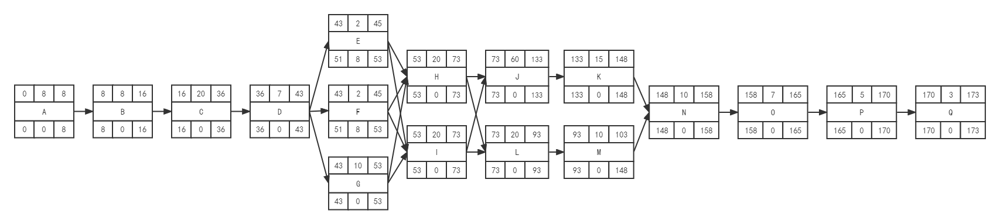 0 8 8
A
0 0 8
8 8 16
B
8 0 16
16 20 36
C
16 0 36
36 7 43
D
36 0 43
43 2 45
E
51 8 53
43 2 45
F
51 8 53
43 10 53
G
43 0 53
53 20 73
H
53 0 73
53 20 73
I
53 0 73
73 60 133
J
73 0 133
73 20 93
L
73 0 93
133 15 148
K
133 0 148
93 10 103
M
93 0 148
148 10 158
N
148 0 158
158 7 165
O
158 0 165
165 5 170
P
165 0 170
170 3 173
Q
170 0 173